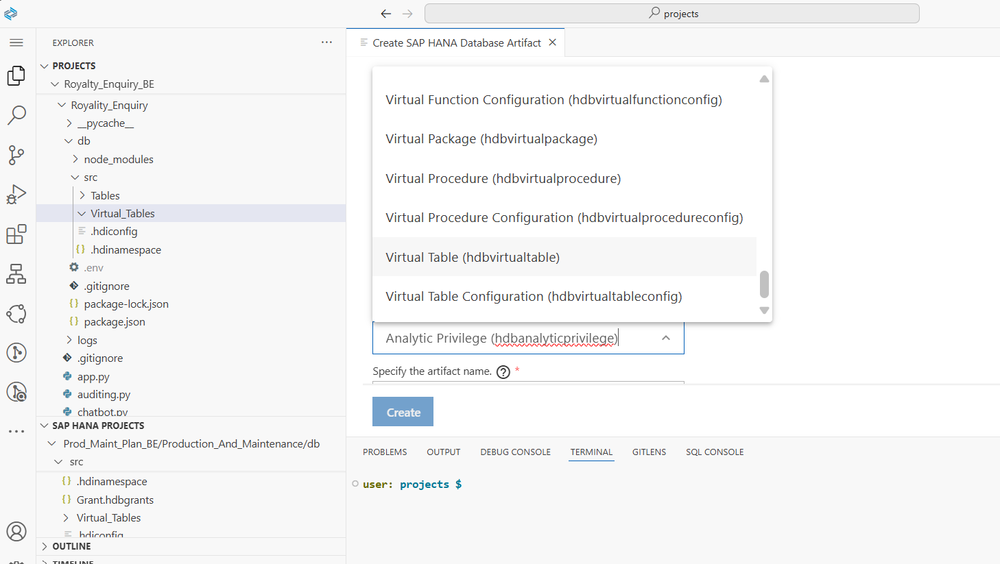 projects
EXPLORER
Create SAP HANA Database Artifact
PROJECTS
Royalty_Enquiry_BE
Royality_Enquiry
__pycache__
db
node_modules
src
Tables
Virtual_Tables
.hdiconfig
.hdinamespace
.env
.gitignore
package-lock.json
package.json
logs
.gitignore
app.py
auditing.py
chatbot.py
SAP HANA PROJECTS
Prod_Maint_Plan_BE/Production_And_Maintenance/db
src
.hdinamespace
Grant.hdbgrants
Virtual_Tables
.hdiconfig
OUTLINE
TIMELINE
Virtual Function Configuration (hdbvirtualfunctionconfig)
Virtual Package (hdbvirtualpackage)
Virtual Procedure (hdbvirtualprocedure)
Virtual Procedure Configuration (hdbvirtualprocedureconfig)
Virtual Table (hdbvirtualtable)
Virtual Table Configuration (hdbvirtualtableconfig)
Analytic Privilege (hdbanalyticprivilege)
Specify the artifact name. ? *
Create
PROBLEMS OUTPUT DEBUG CONSOLE TERMINAL GITLENS SQL CONSOLE
user: projects $